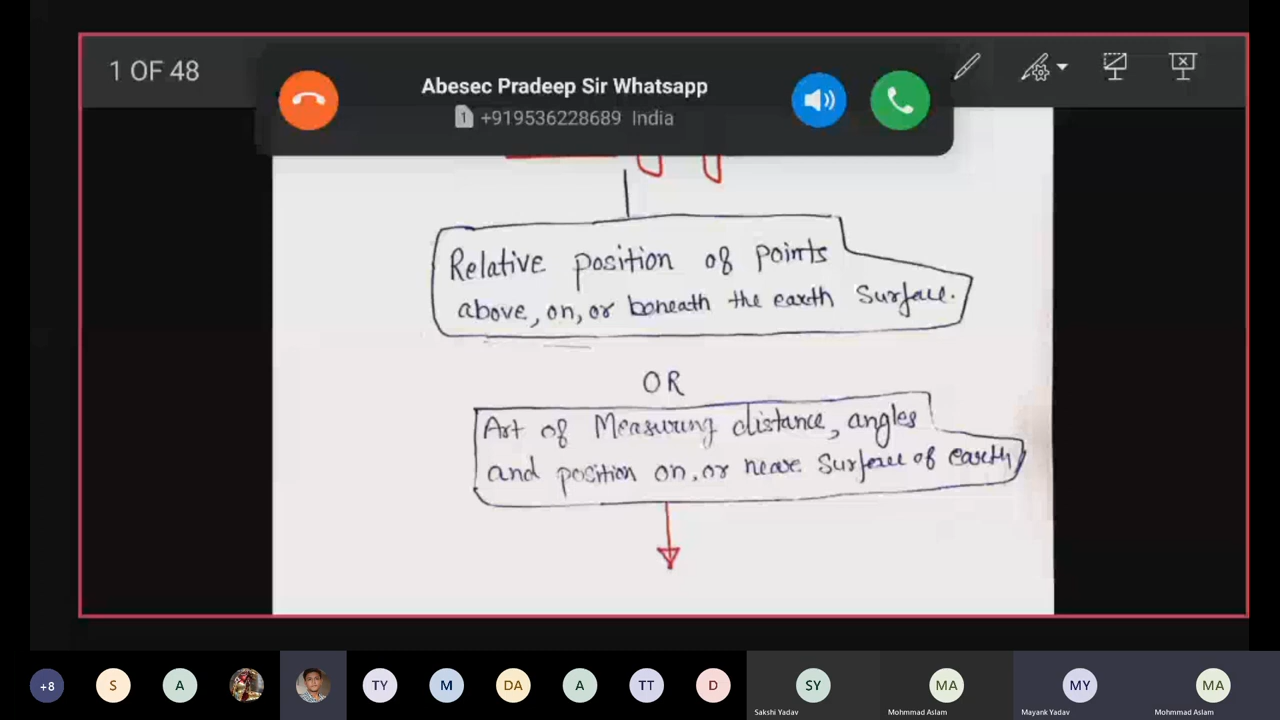 1 OF 48
Abesec Pradeep Sir Whatsapp
1 +919536228689 India
Relative position of points
above, on, or beneath the earth Surface.
OR
Art of Measuring distance, angles
and position on, or near Surface of earth
+8
S
A
TY
M
DA
A
TT
D
SY
MA
MY
MA
Sakshi Yadav
Mohmmad Aslam
Mayank Yadav
Mohmmad Aslam